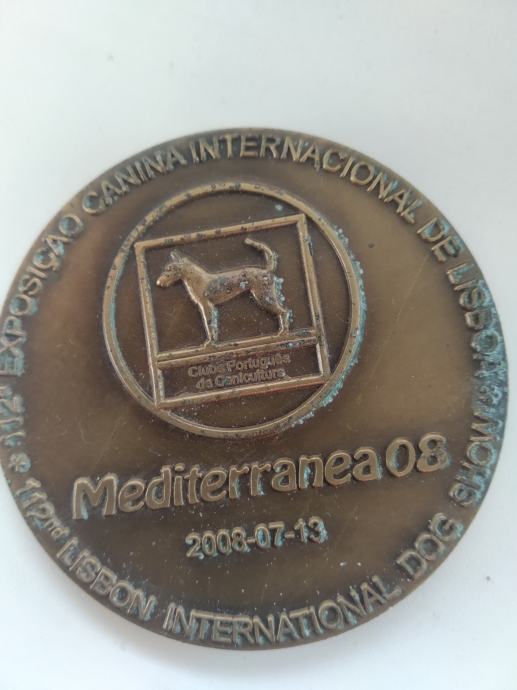 112ª EXPOSIÇÃO CANINA INTERNACIONAL DE LISBOA
Clube Português
de Canicultura
Mediterranea 08
2008-07-13
112nd LISBON INTERNATIONAL DOG SHOW